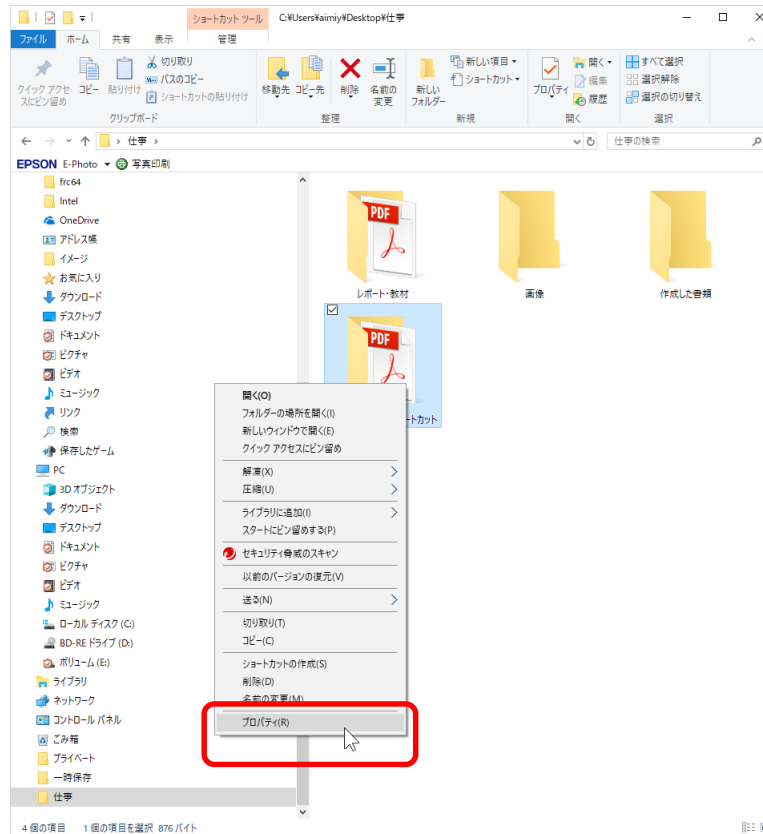 ショートカット ツール
C:¥Users¥aimiy¥Desktop¥仕事
ファイル ホーム 共有 表示 管理
クイック アクセスにピン留め
コピー
貼り付け
切り取り
パスのコピー
ショートカットの貼り付け
移動先
コピー先
削除
名前の変更
新しいフォルダー
新しい項目
ショートカット
プロパティ
開く
編集
履歴
すべて選択
選択解除
選択の切り替え
クリップボード 整理 新規 開く 選択
仕事
仕事の検索
EPSON E-Photo 写真印刷
frc64
Intel
OneDrive
アドレス帳
イメージ
お気に入り
ダウンロード
デスクトップ
ドキュメント
ピクチャ
ビデオ
ミュージック
リンク
検索
保存したゲーム
PC
3D オブジェクト
ダウンロード
デスクトップ
ドキュメント
ピクチャ
ビデオ
ミュージック
ローカル ディスク (C:)
BD-RE ドライブ (D:)
ボリューム (E:)
ライブラリ
ネットワーク
コントロール パネル
ごみ箱
プライベート
一時保存
仕事
PDF
レポート・教材
画像
作成した書類
PDF
トカット
開く(O)
フォルダーの場所を開く(I)
新しいウィンドウで開く(E)
クイック アクセスにピン留め
解凍(X)
圧縮(U)
ライブラリに追加(I)
スタートにピン留めする(P)
セキュリティ脅威のスキャン
以前のバージョンの復元(V)
送る(N)
切り取り(T)
コピー(C)
ショートカットの作成(S)
削除(D)
名前の変更(M)
プロパティ(R)
4 個の項目 1 個の項目を選択 876 バイト